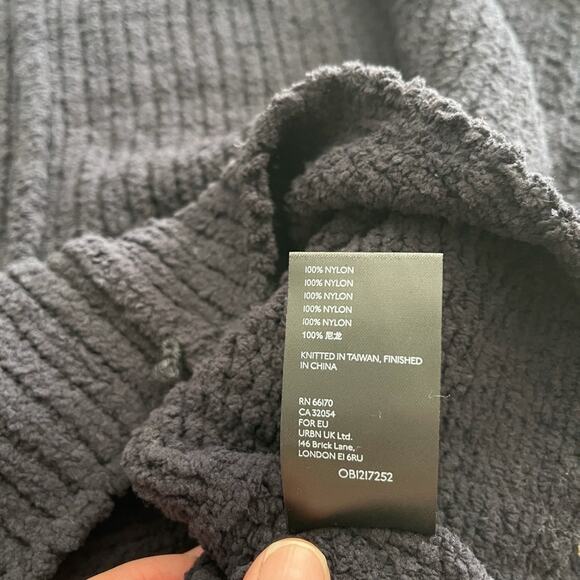 100% NYLON
100% NYLON
100% NYLON
100% NYLON
100% NYLON
100% 尼龙
KNITTED IN TAIWAN, FINISHED
IN CHINA
RN 66170
CA 32054
FOR EU
URBN UK Ltd.
146 Brick Lane,
LONDON E1 6RU
OB1217252